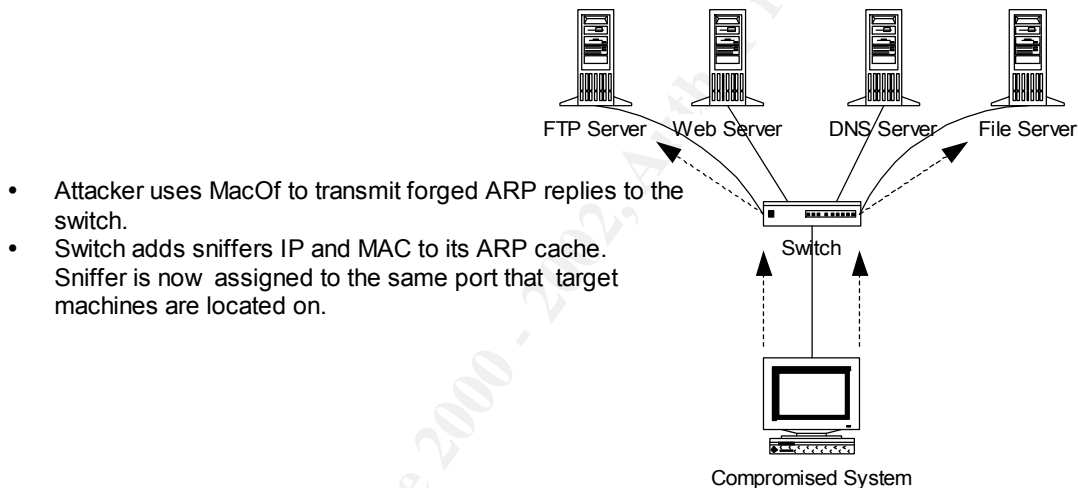 FTP Server Web Server DNS Server File Server
• Attacker uses MacOf to transmit forged ARP replies to the
switch.
• Switch adds sniffers IP and MAC to its ARP cache.
Sniffer is now assigned to the same port that target
machines are located on.
Switch
Compromised System
2000 - 2002,